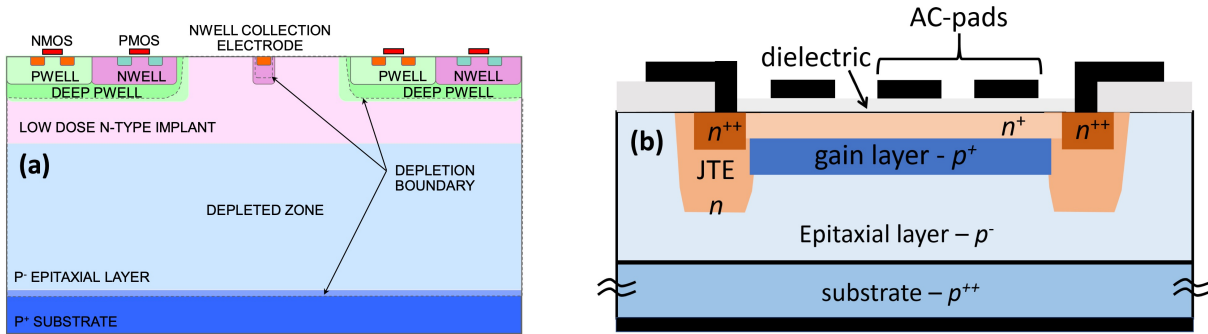 NMOS
PMOS
NWELL COLLECTION
ELECTRODE
PWELL
NWELL
DEEP PWELL
PWELL
NWELL
DEEP PWELL
LOW DOSE N-TYPE IMPLANT
(a)
DEPLETION
BOUNDARY
DEPLETED ZONE
P- EPITAXIAL LAYER
P+ SUBSTRATE
AC-pads
dielectric
n++
n+
n++
(b)
gain layer - p+
JTE
n
Epitaxial layer – p-
substrate – p++